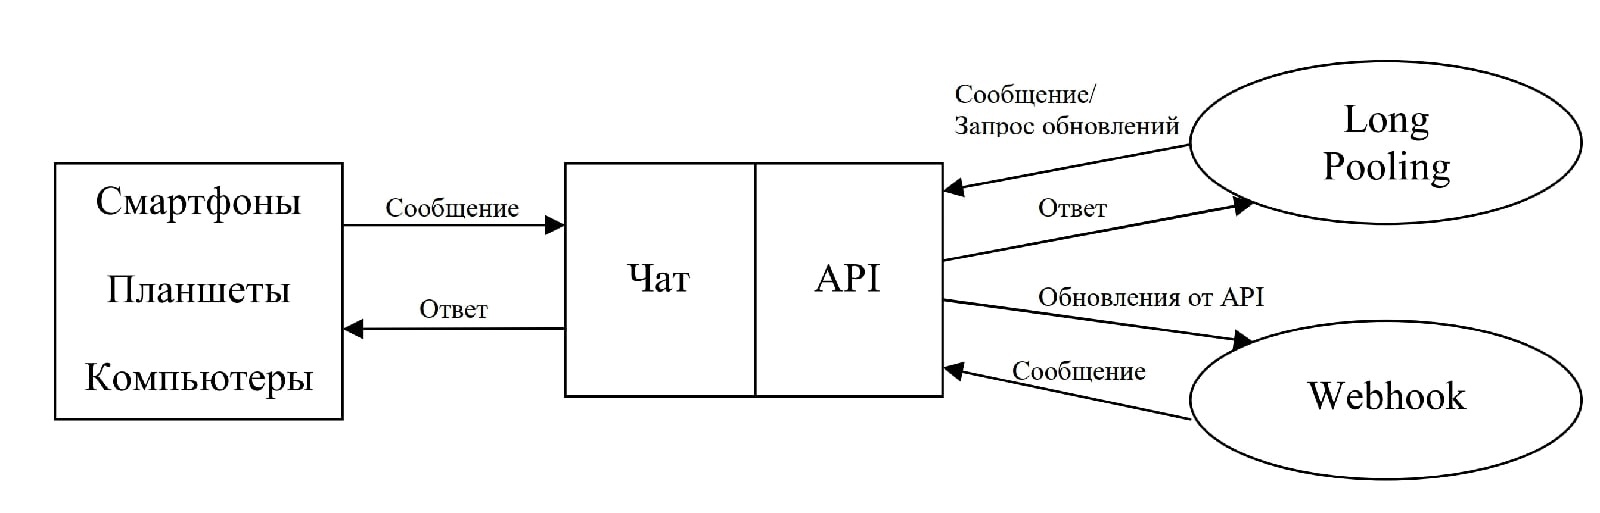 Смартфоны
Планшеты
Компьютеры
Сообщение
Ответ
Чат
API
Сообщение/
Запрос обновлений
Ответ
Обновления от API
Сообщение
Long
Pooling
Webhook